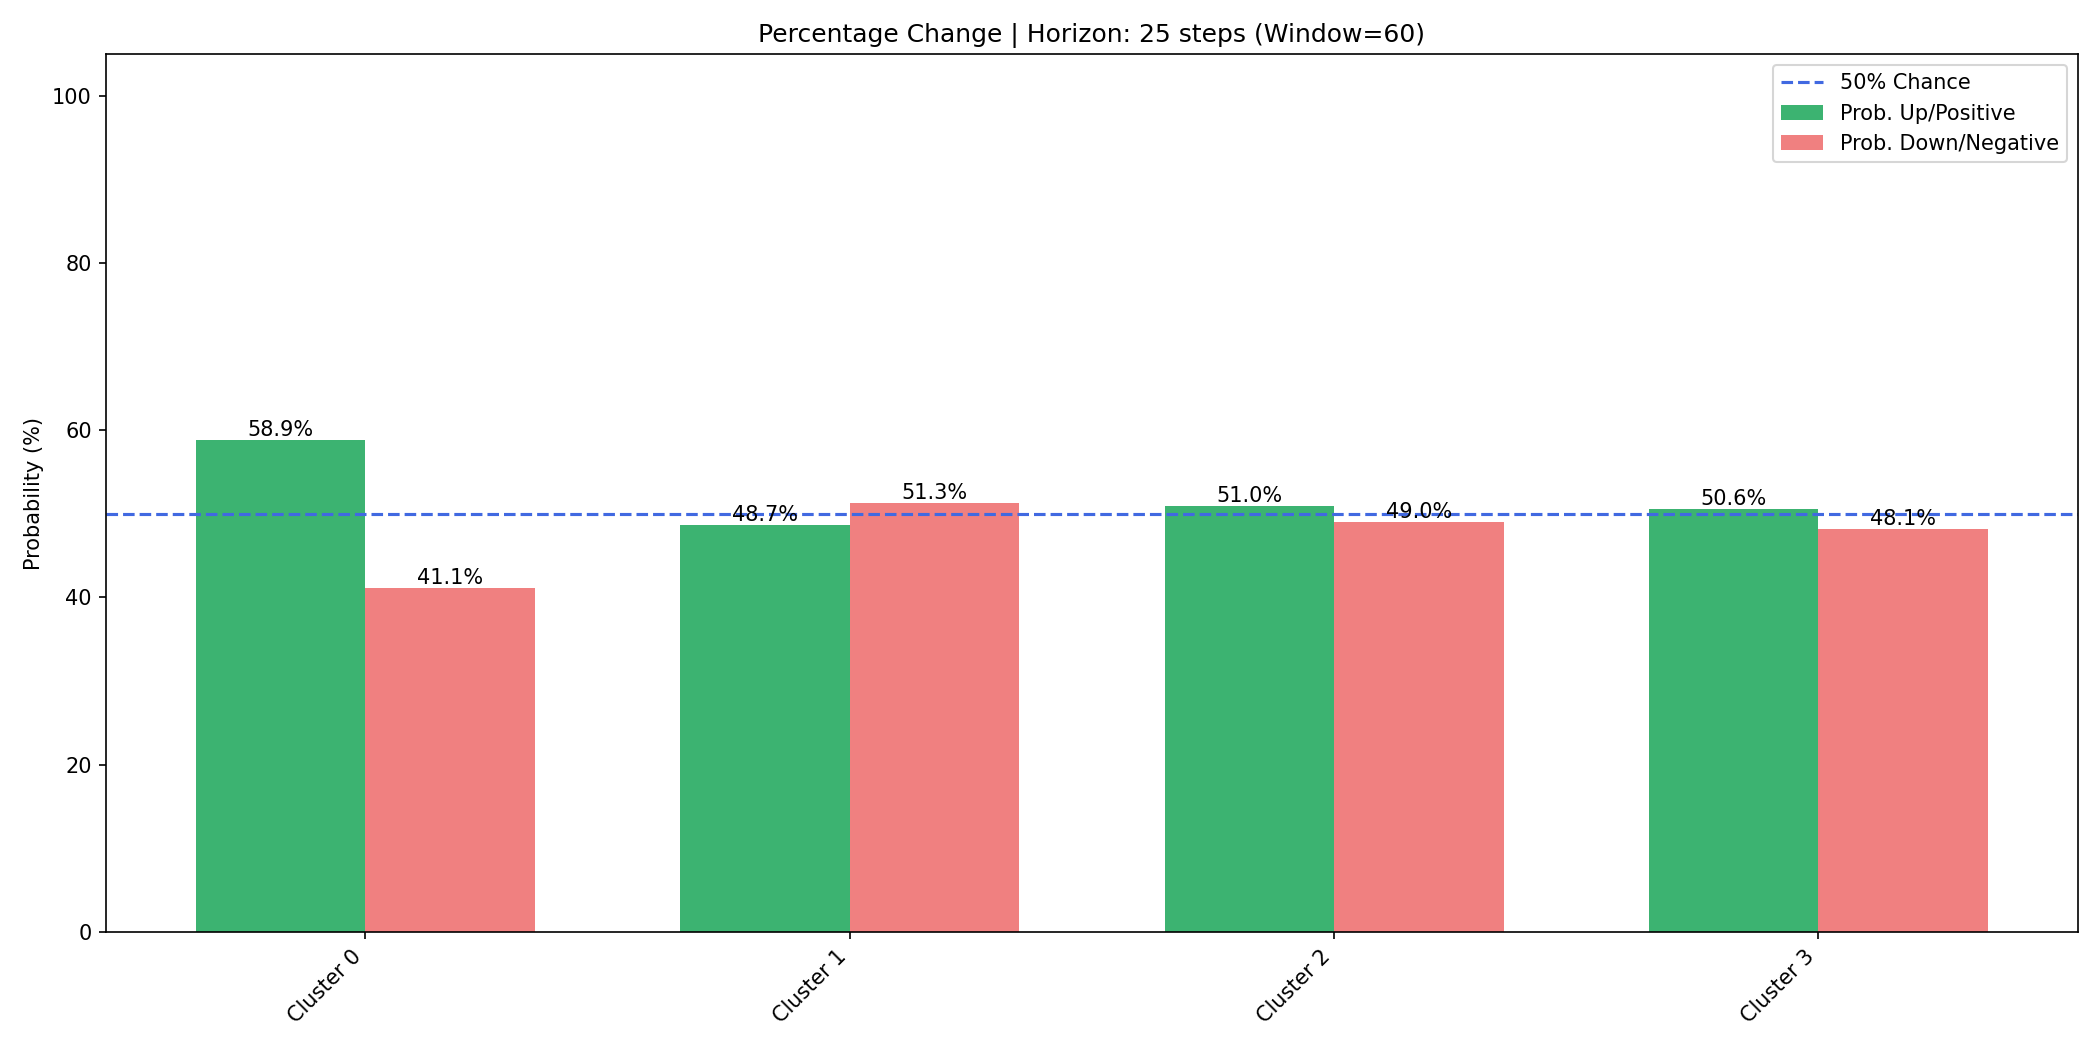 Percentage Change | Horizon: 25 steps (Window=60)
50% Chance
Prob. Up/Positive
Prob. Down/Negative
Probability (%)
100
80
60
40
20
0
58.9%
41.1%
48.7%
51.3%
51.0%
49.0%
50.6%
48.1%
Cluster 0
Cluster 1
Cluster 2
Cluster 3